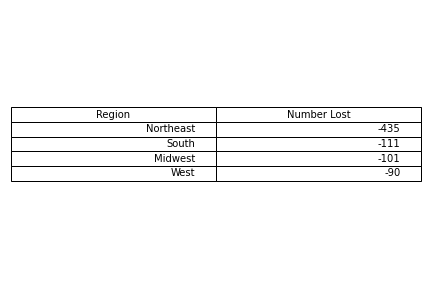 Region Number Lost
Northeast -435
South -111
Midwest -101
West -90